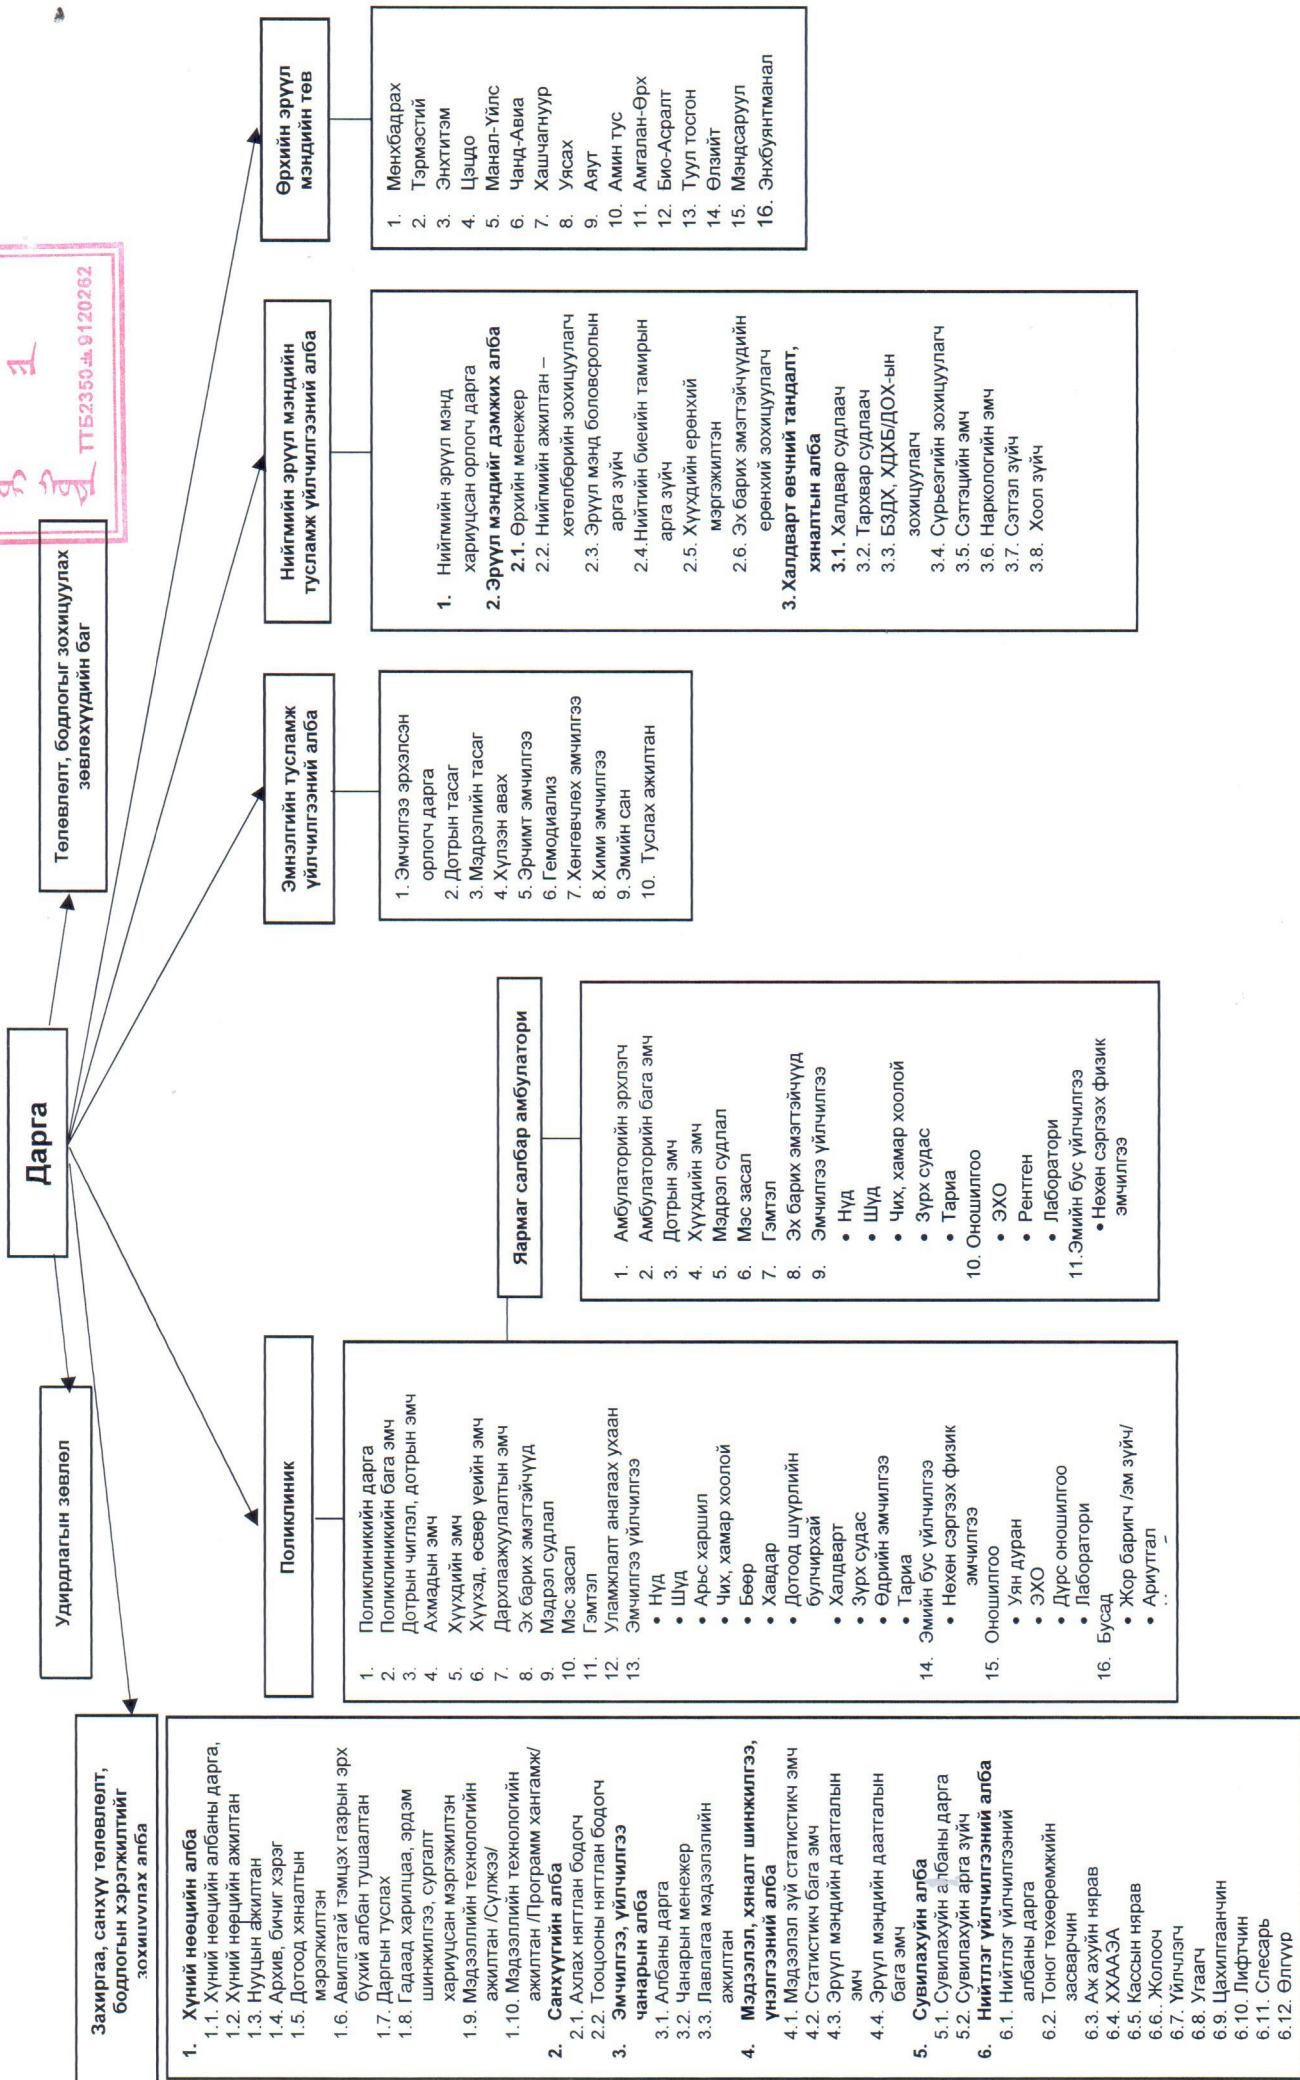 ТТБ2350 9120262
Дарга
Удирдлагын зөвлөл
Төлөвлөлт, бодлогыг зохицуулах
зөвлөхүүдийн баг
Захиргаа, санхүү төлөвлөлт,
бодлогын хэрэгжилтийг
зохицуулах алба
1. Хүний нөөцийн алба
1.1. Хүний нөөцийн албаны дарга,
1.2. Хүний нөөцийн ажилтан
1.3. Нууцын ажилтан
1.4. Архив, бичиг хэрэг
1.5. Дотоод хяналтын
мэргэжилтэн
1.6. Авилгатай тэмцэх газрын эрх
бүхий албан тушаалтан
1.7. Даргын туслах
1.8. Гадаад харилцаа, эрдэм
шинжилгээ, сургалт
хариуцсан мэргэжилтэн
1.9. Мэдээллийн технологийн
ажилтан /Сүлжээ/
1.10. Мэдээллийн технологийн
ажилтан /Программ хангамж/
2. Санхүүгийн алба
2.1. Ахлах нягтлан бодогч
2.2. Тооцооны нягтлан бодогч
3. Эмчилгээ, үйлчилгээ
чанарын алба
3.1. Албаны дарга
3.2. Чанарын менежер
3.3. Лавлагаа мэдээлэлийн
ажилтан
4. Мэдээлэл, хяналт шинжилгээ,
үнэлгээний алба
4.1. Мэдээлэл зүй статистикч эмч
4.2. Статистикч бага эмч
4.3. Эрүүл мэндийн даатгалын
эмч
4.4. Эрүүл мэндийн даатгалын
бага эмч
5. Сувилахуйн алба
5.1. Сувилахуйн албаны дарга
5.2. Сувилахуйн арга зүйч
6. Нийтлэг үйлчилгээний алба
6.1. Нийтлэг үйлчилгээний
албаны дарга
6.2. Тоног төхөөрөмжийн
засварчин
6.3. Аж ахуйн нярав
6.4. ХХААЭА
6.5. Кассын нярав
6.6.. Жолооч
6.7. Үйлчлэгч
6.8. Угаагч
6.9. Цахилгаанчин
6.10. Лифтчин
6.11. Слесарь
6.12. Өлгүүр
Поликлиник
1. Поликлиникийн дарга
2. Поликлиникийн бага эмч
3. Дотрын чиглэл, дотрын эмч
4. Ахмадын эмч
5. Хүүхдийн эмч
6. Хүүхэд, өсвөр үеийн эмч
7. Дархлаажуулалтын эмч
8. Эх барих эмэгтэйчүүд
9. Мэдрэл судлал
10. Мэс засал
11. Гэмтэл
12. Уламжлалт анагаах ухаан
13. Эмчилгээ үйлчилгээ
• Нүд
• Шүд
• Арьс харшил
• Чих, хамар хоолой
• Бөөр
• Хавдар
• Дотоод шүүрлийн
булчирхай
• Халдварт
• Зүрх судас
• Өдрийн эмчилгээ
• Тариа
14. Эмийн бус үйлчилгээ
• Нөхөн сэргээх физик
эмчилгээ
15. Оношилгоо
• Уян дуран
• ЭХО
• Дүрс оношилгоо
• Лаборатори
16. Бусад
• Жор баригч /эм зүйч/
• Ариутгал
Яармаг салбар амбулатори
1. Амбулаторийн эрхлэгч
2. Амбулаторийн бага эмч
3. Дотрын эмч
4. Хүүхдийн эмч
5. Мэдрэл судлал
6. Мэс засал
7. Гэмтэл
8. Эх барих эмэгтэйчүүд
9. Эмчилгээ үйлчилгээ
• Нүд
• Шүд
• Чих, хамар хоолой
• Зүрх судас
• Тариа
10. Оношилгоо
• ЭХО
• Рентген
• Лаборатори
11.Эмийн бус үйлчилгээ
• Нөхөн сэргээх физик
эмчилгээ
Эмнэлгийн тусламж
үйлчилгээний алба
1. Эмчилгээ эрхэлсэн
орлогч дарга
2. Дотрын тасаг
3. Мэдрэлийн тасаг
4. Хүлээн авах
5. Эрчимт эмчилгээ
6. Гемодиализ
7. Хөнгөвчлөх эмчилгээ
8. Хими эмчилгээ
9. Эмийн сан
10. Туслах ажилтан
Нийгмийн эрүүл мэндийн
тусламж үйлчилгээний алба
1. Нийгмийн эрүүл мэнд
хариуцсан орлогч дарга
2. Эрүүл мэндийг дэмжих алба
2.1. Өрхийн менежер
2.2. Нийгмийн ажилтан –
хөтөлбөрийн зохицуулагч
2.3. Эрүүл мэнд боловсролын
арга зүйч
2.4.Нийтийн биеийн тамирын
арга зүйч
2.5. Хүүхдийн ерөнхий
мэргэжилтэн
2.6. Эх барих эмэгтэйчүүдийн
ерөнхий зохицуулагч
3. Халдварт өвчний тандалт,
хяналтын алба
3.1. Халдвар судлаач
3.2. Тархвар судлаач
3.3. БЗДХ, ХДХВ/ДОХ-ын
зохицуулагч
3.4. Сүрьеэгийн зохицуулагч
3.5. Сэтгэцийн эмч
3.6. Наркологийн эмч
3.7. Сэтгэл зүйч
3.8. Хоол зүйч
Өрхийн эрүүл
мэндийн төв
1. Мөнхбадрах
2. Тэрмэстий
3. Энхтитэм
4. Цэцдо
5. Манал-Үйлс
6. Чанд-Авиа
7. Хашчагнуур
8. Уясах
9. Аяут
10. Амин тус
11. Амгалан-Өрх
12. Био-Асралт
13. Туул тосгон
14. Өлзийт
15. Мэндсаруул
16. Энхбуянтманал